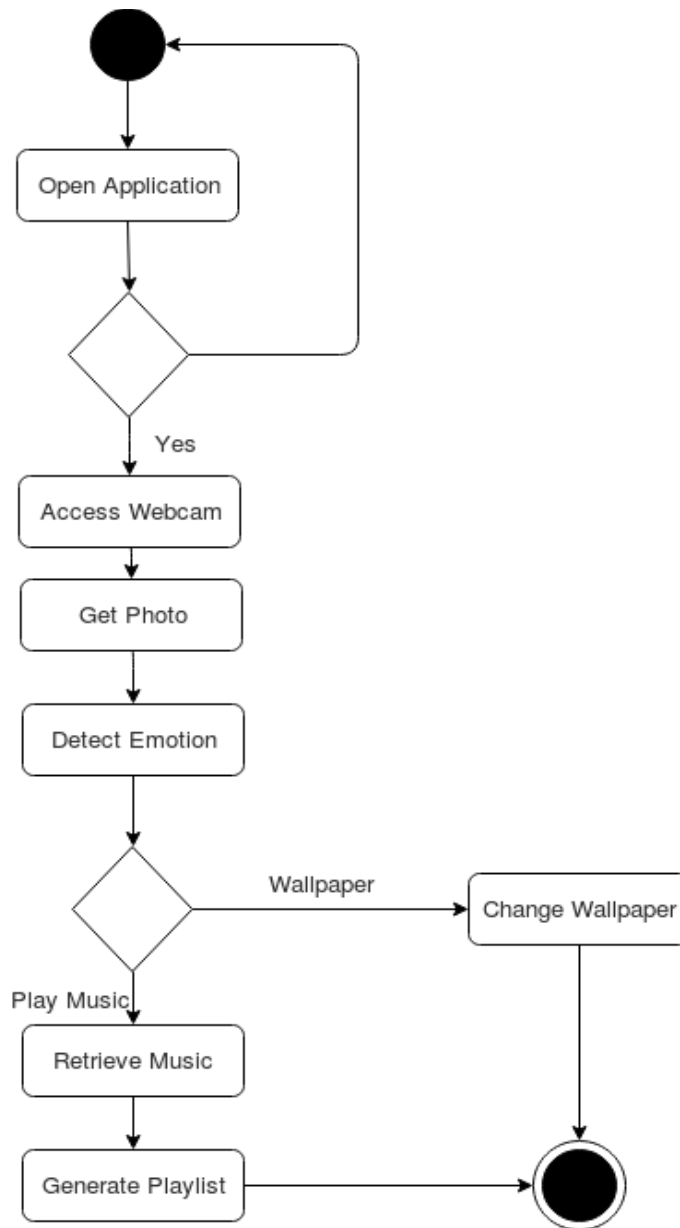 Open Application
Yes
Access Webcam
Get Photo
Detect Emotion
Wallpaper
Change Wallpaper
Play Music
Retrieve Music
Generate Playlist